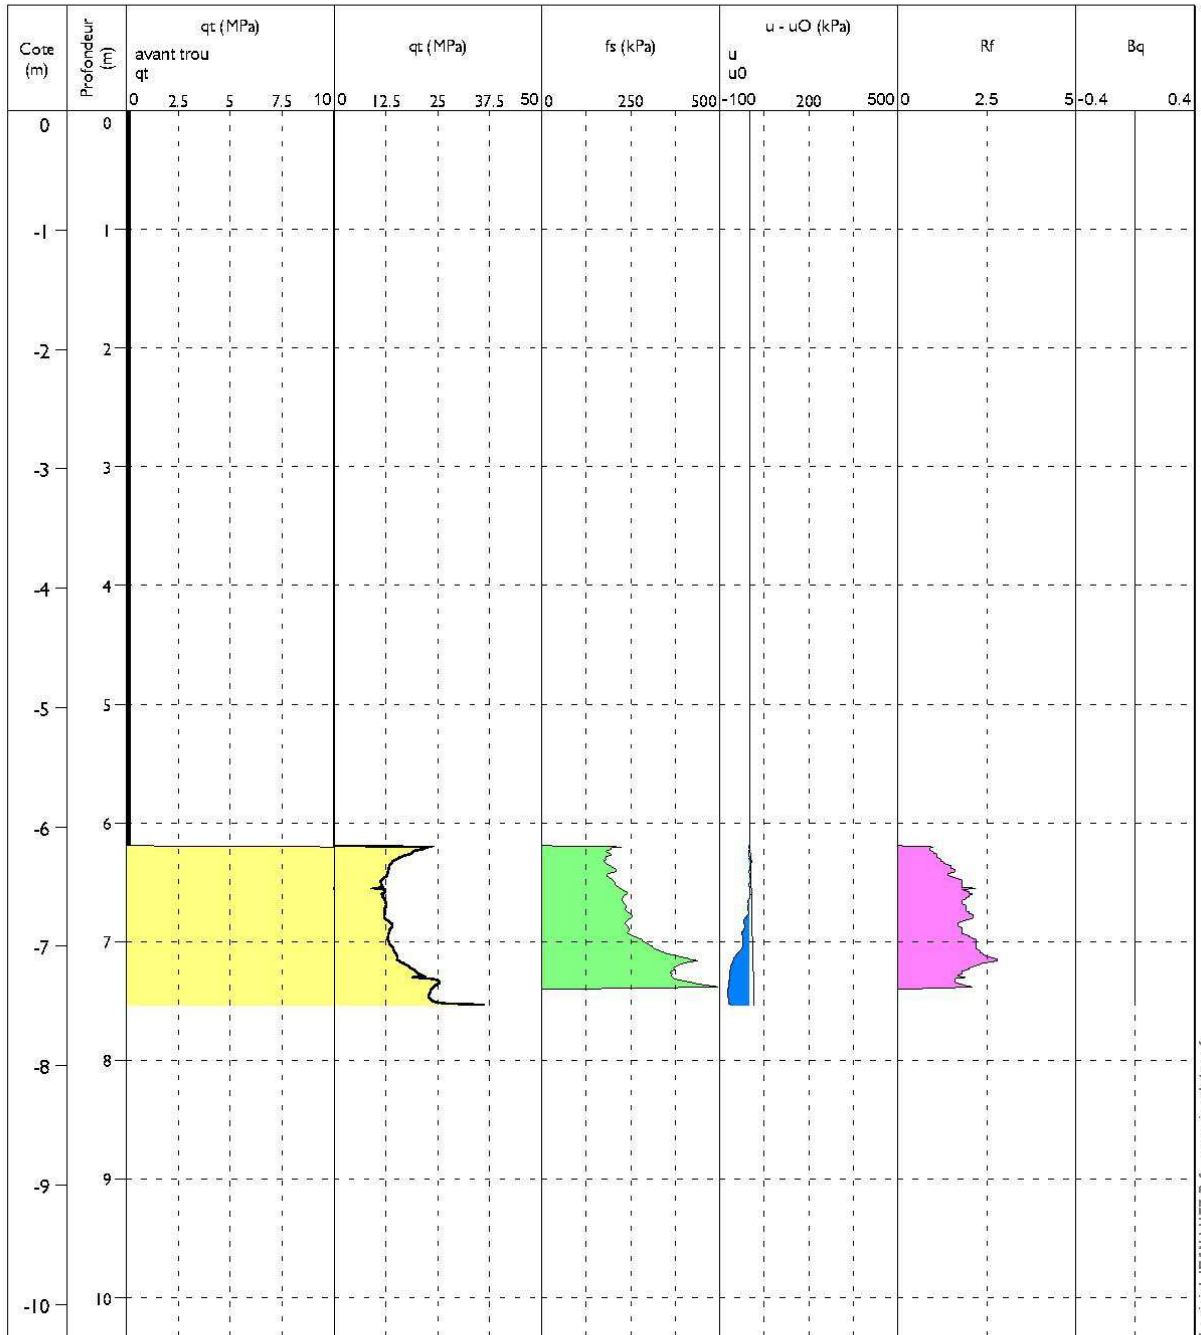 Cote
(m)
Profondeur
(m)
qt (MPa)
avant trou
qt
0 2.5 5 7.5 10
qt (MPa)
0 12.5 25 37.5 50
fs (kPa)
0 250 500
u - uO (kPa)
u
u0
-100 200 500
Rf
0 2.5 5
Bq
-0.4 0.4
0 0
-1 1
-2 2
-3 3
-4 4
-5 5
-6 6
-7 7
-8 8
-9 9
-10 10